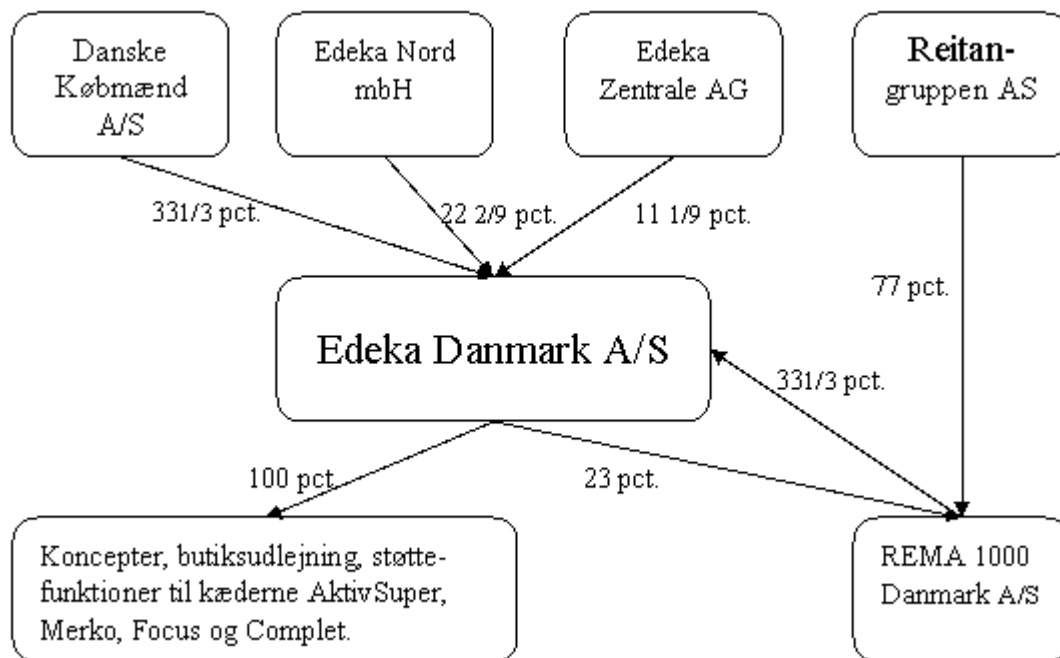 Danske
Købmænd
A/S
Edeka Nord
mbH
Edeka
Zentrale AG
Reitan-
gruppen AS
331/3 pct.
22 2/9 pct.
11 1/9 pct.
77 pct.
Edeka Danmark A/S
331/3 pct.
100 pct.
23 pct.
Koncepter, butiksudlejning, støtte-
funktioner til kæderne AktivSuper,
Merko, Focus og Complet.
REMA 1000
Danmark A/S